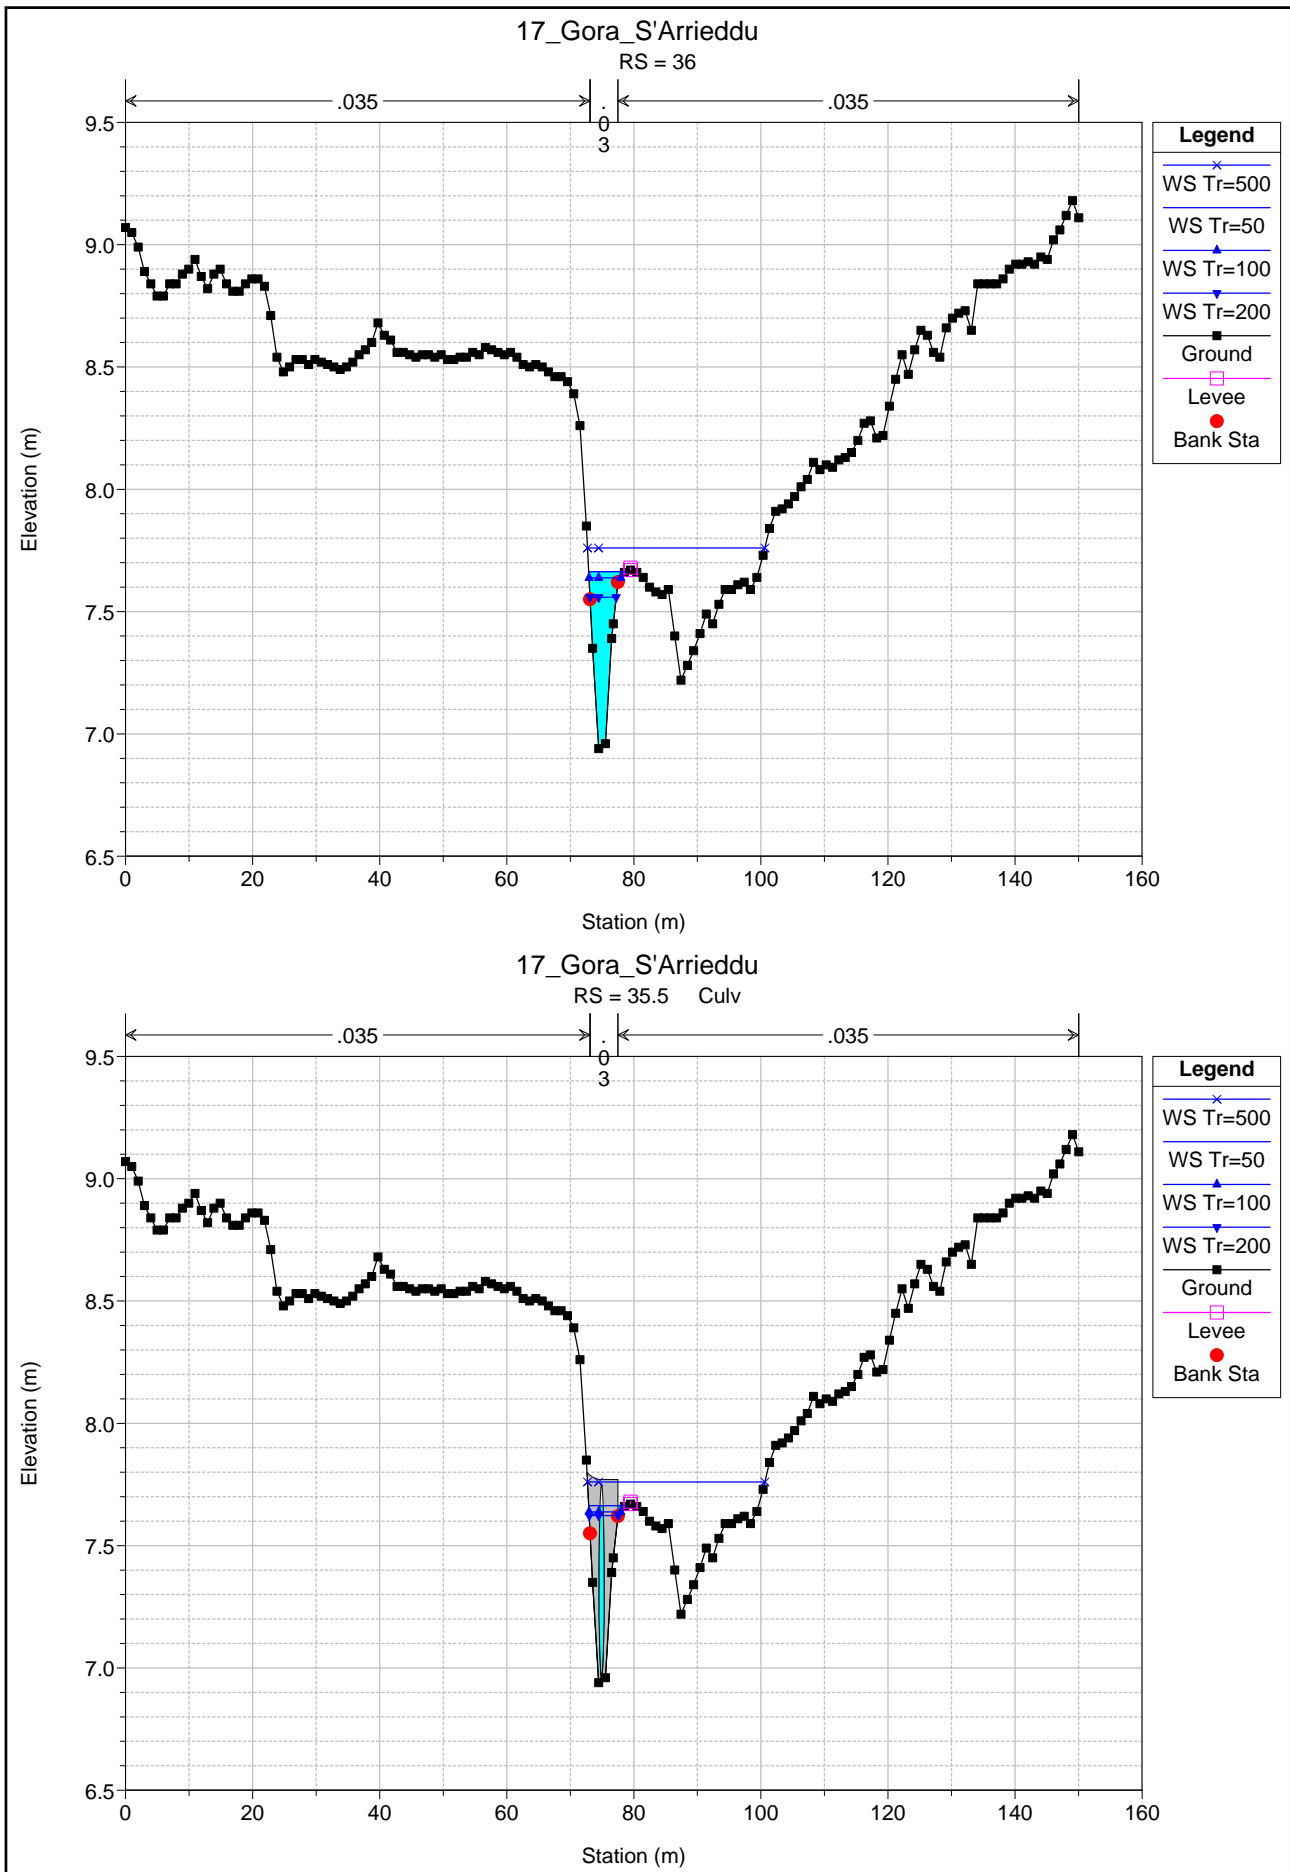 17_Gora_S'Arrieddu
RS = 36
.035
.03
.035
9.5
9.0
8.5
8.0
7.5
7.0
6.5
0
20
40
60
80
100
120
140
160
Elevation (m)
Station (m)
Legend
WS Tr=500
WS Tr=50
WS Tr=100
WS Tr=200
Ground
Levee
Bank Sta
17_Gora_S'Arrieddu
RS = 35.5 Culv
.035
.03
.035
9.5
9.0
8.5
8.0
7.5
7.0
6.5
0
20
40
60
80
100
120
140
160
Elevation (m)
Station (m)
Legend
WS Tr=500
WS Tr=50
WS Tr=100
WS Tr=200
Ground
Levee
Bank Sta